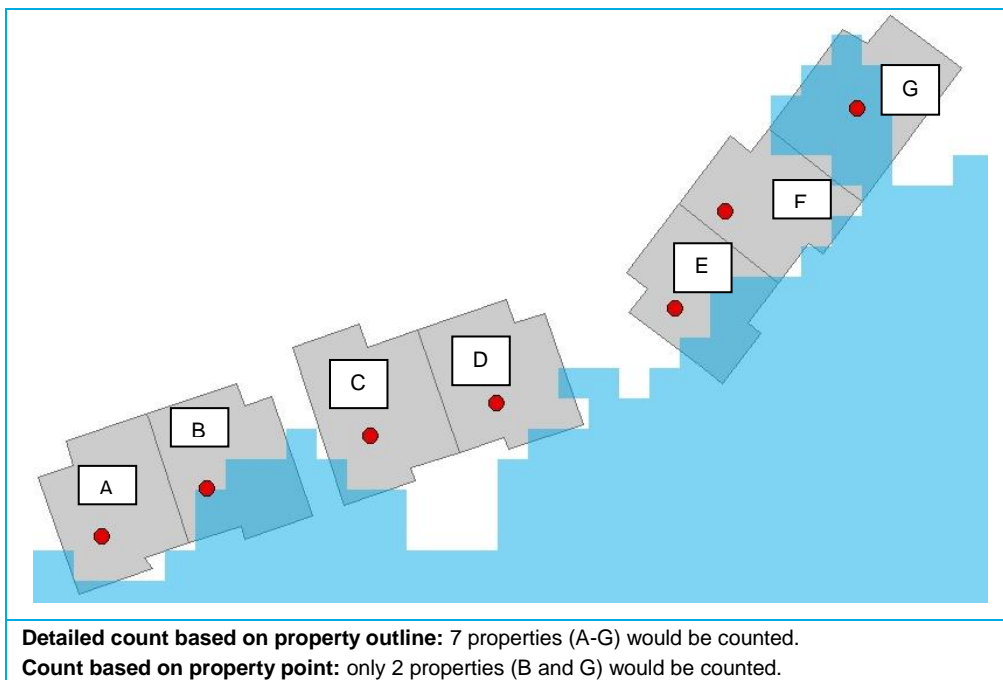 G
F
E
D
C
B
A
Detailed count based on property outline: 7 properties (A-G) would be counted.
Count based on property point: only 2 properties (B and G) would be counted.